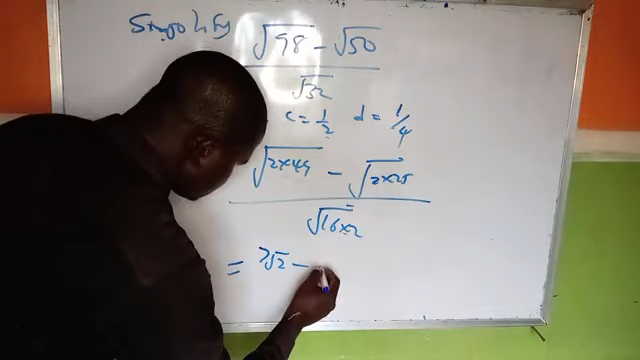 Simplify √98 - √50
√32
c = 1/2 d = 1/4
√2×49 - √2×25
√16×2
= 7√2 -